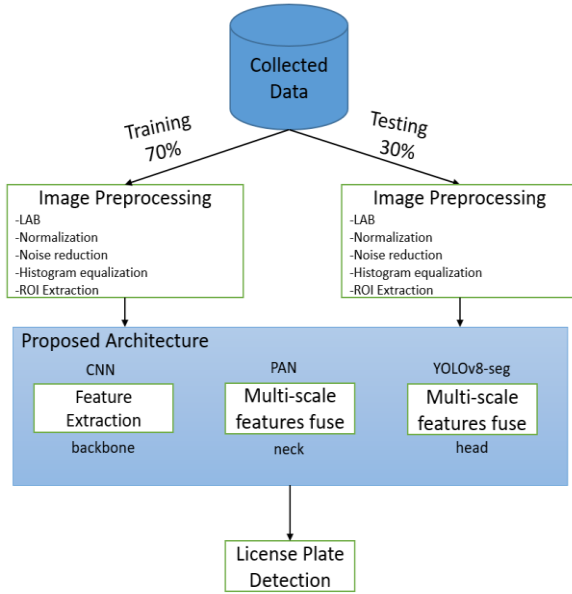 Collected
Data
Training
70%
Testing
30%
Image Preprocessing
-LAB
-Normalization
-Noise reduction
-Histogram equalization
-ROI Extraction
Image Preprocessing
-LAB
-Normalization
-Noise reduction
-Histogram equalization
-ROI Extraction
Proposed Architecture
CNN
Feature
Extraction
backbone
PAN
Multi-scale
features fuse
neck
YOLOv8-seg
Multi-scale
features fuse
head
License Plate
Detection